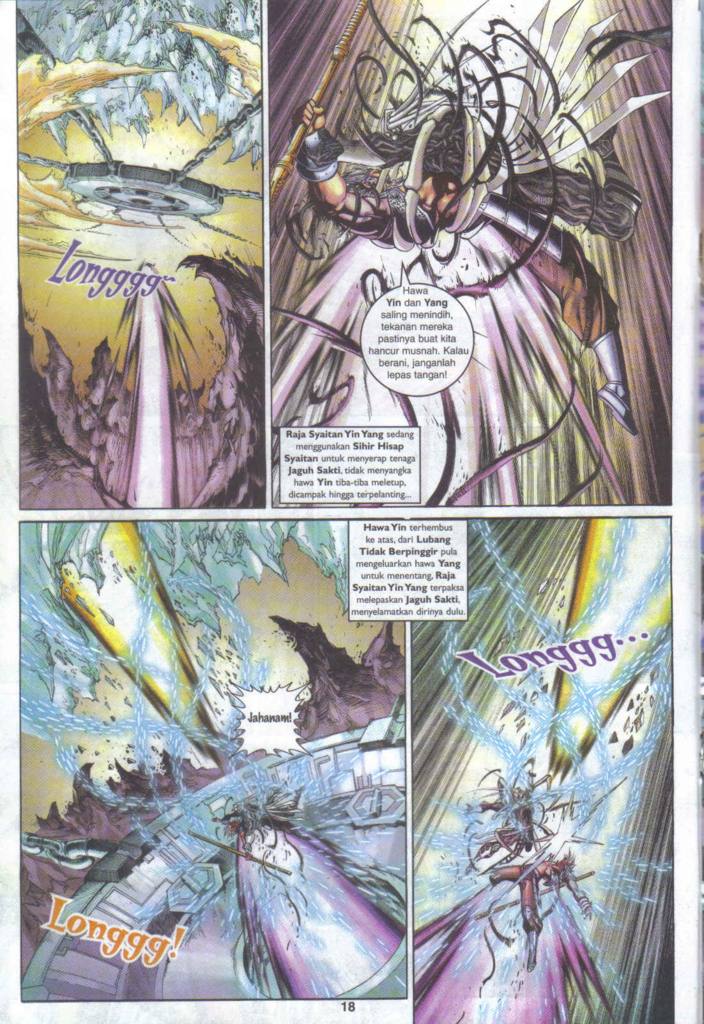 Longggg~
Hawa
Yin dan Yang
saling menindih,
tekanan mereka
pastinya buat kita
hancur musnah. Kalau
berani, janganlah
lepas tangan!
Raja Syaitan Yin Yang sedang
menggunakan Sihir Hisap
Syaitan untuk menyerap tenaga
Jaguh Sakti, tidak menyangka
hawa Yin tiba-tiba meletup,
dicampak hingga terpelanting...
Hawa Yin terhembus
ke atas, dari Lubang
Tidak Berpinggir pula
mengeluarkan hawa Yang
untuk menentang, Raja
Syaitan Yin Yang terpaksa
melepaskan Jaguh Sakti,
menyelamatkan dirinya dulu.
Jahanam!
Longgg!
Longggg...
18